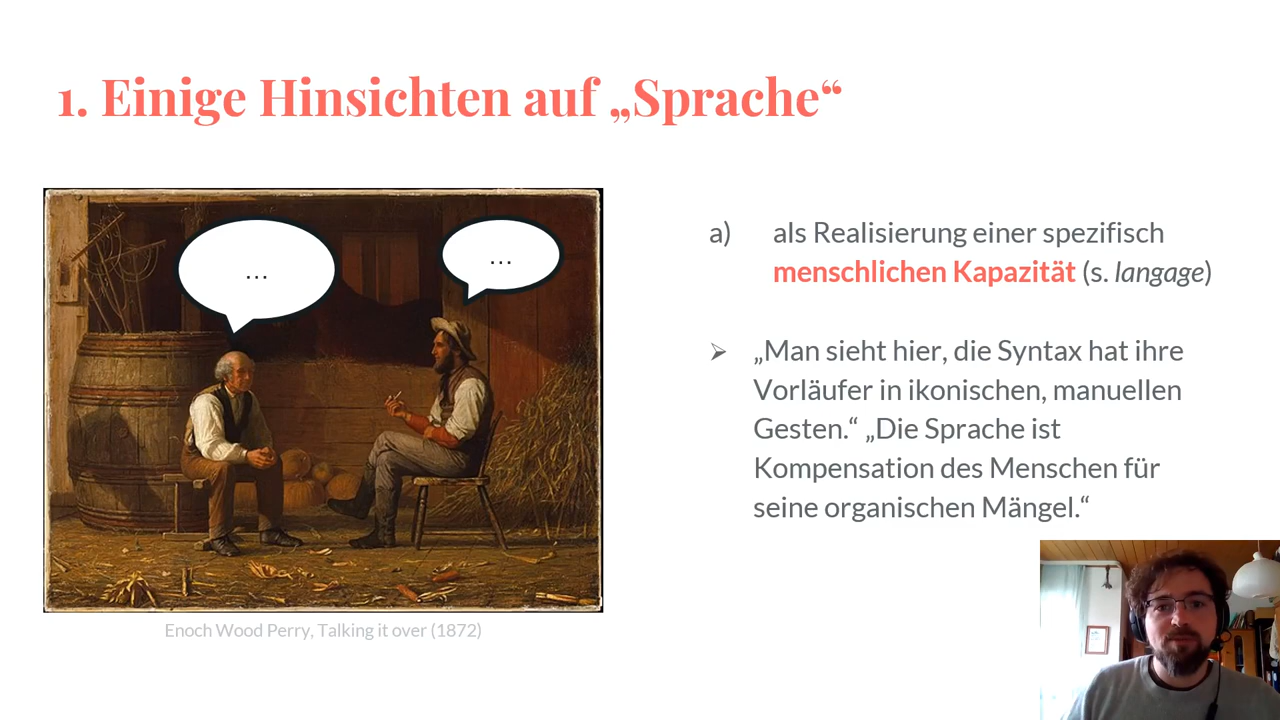 1. Einige Hinsichten auf „Sprache“
...
...
a) als Realisierung einer spezifisch
menschlichen Kapazität (s. langage)
➢ „Man sieht hier, die Syntax hat ihre
Vorläufer in ikonischen, manuellen
Gesten.“ „Die Sprache ist
Kompensation des Menschen für
seine organischen Mängel.“
Enoch Wood Perry, Talking it over (1872)